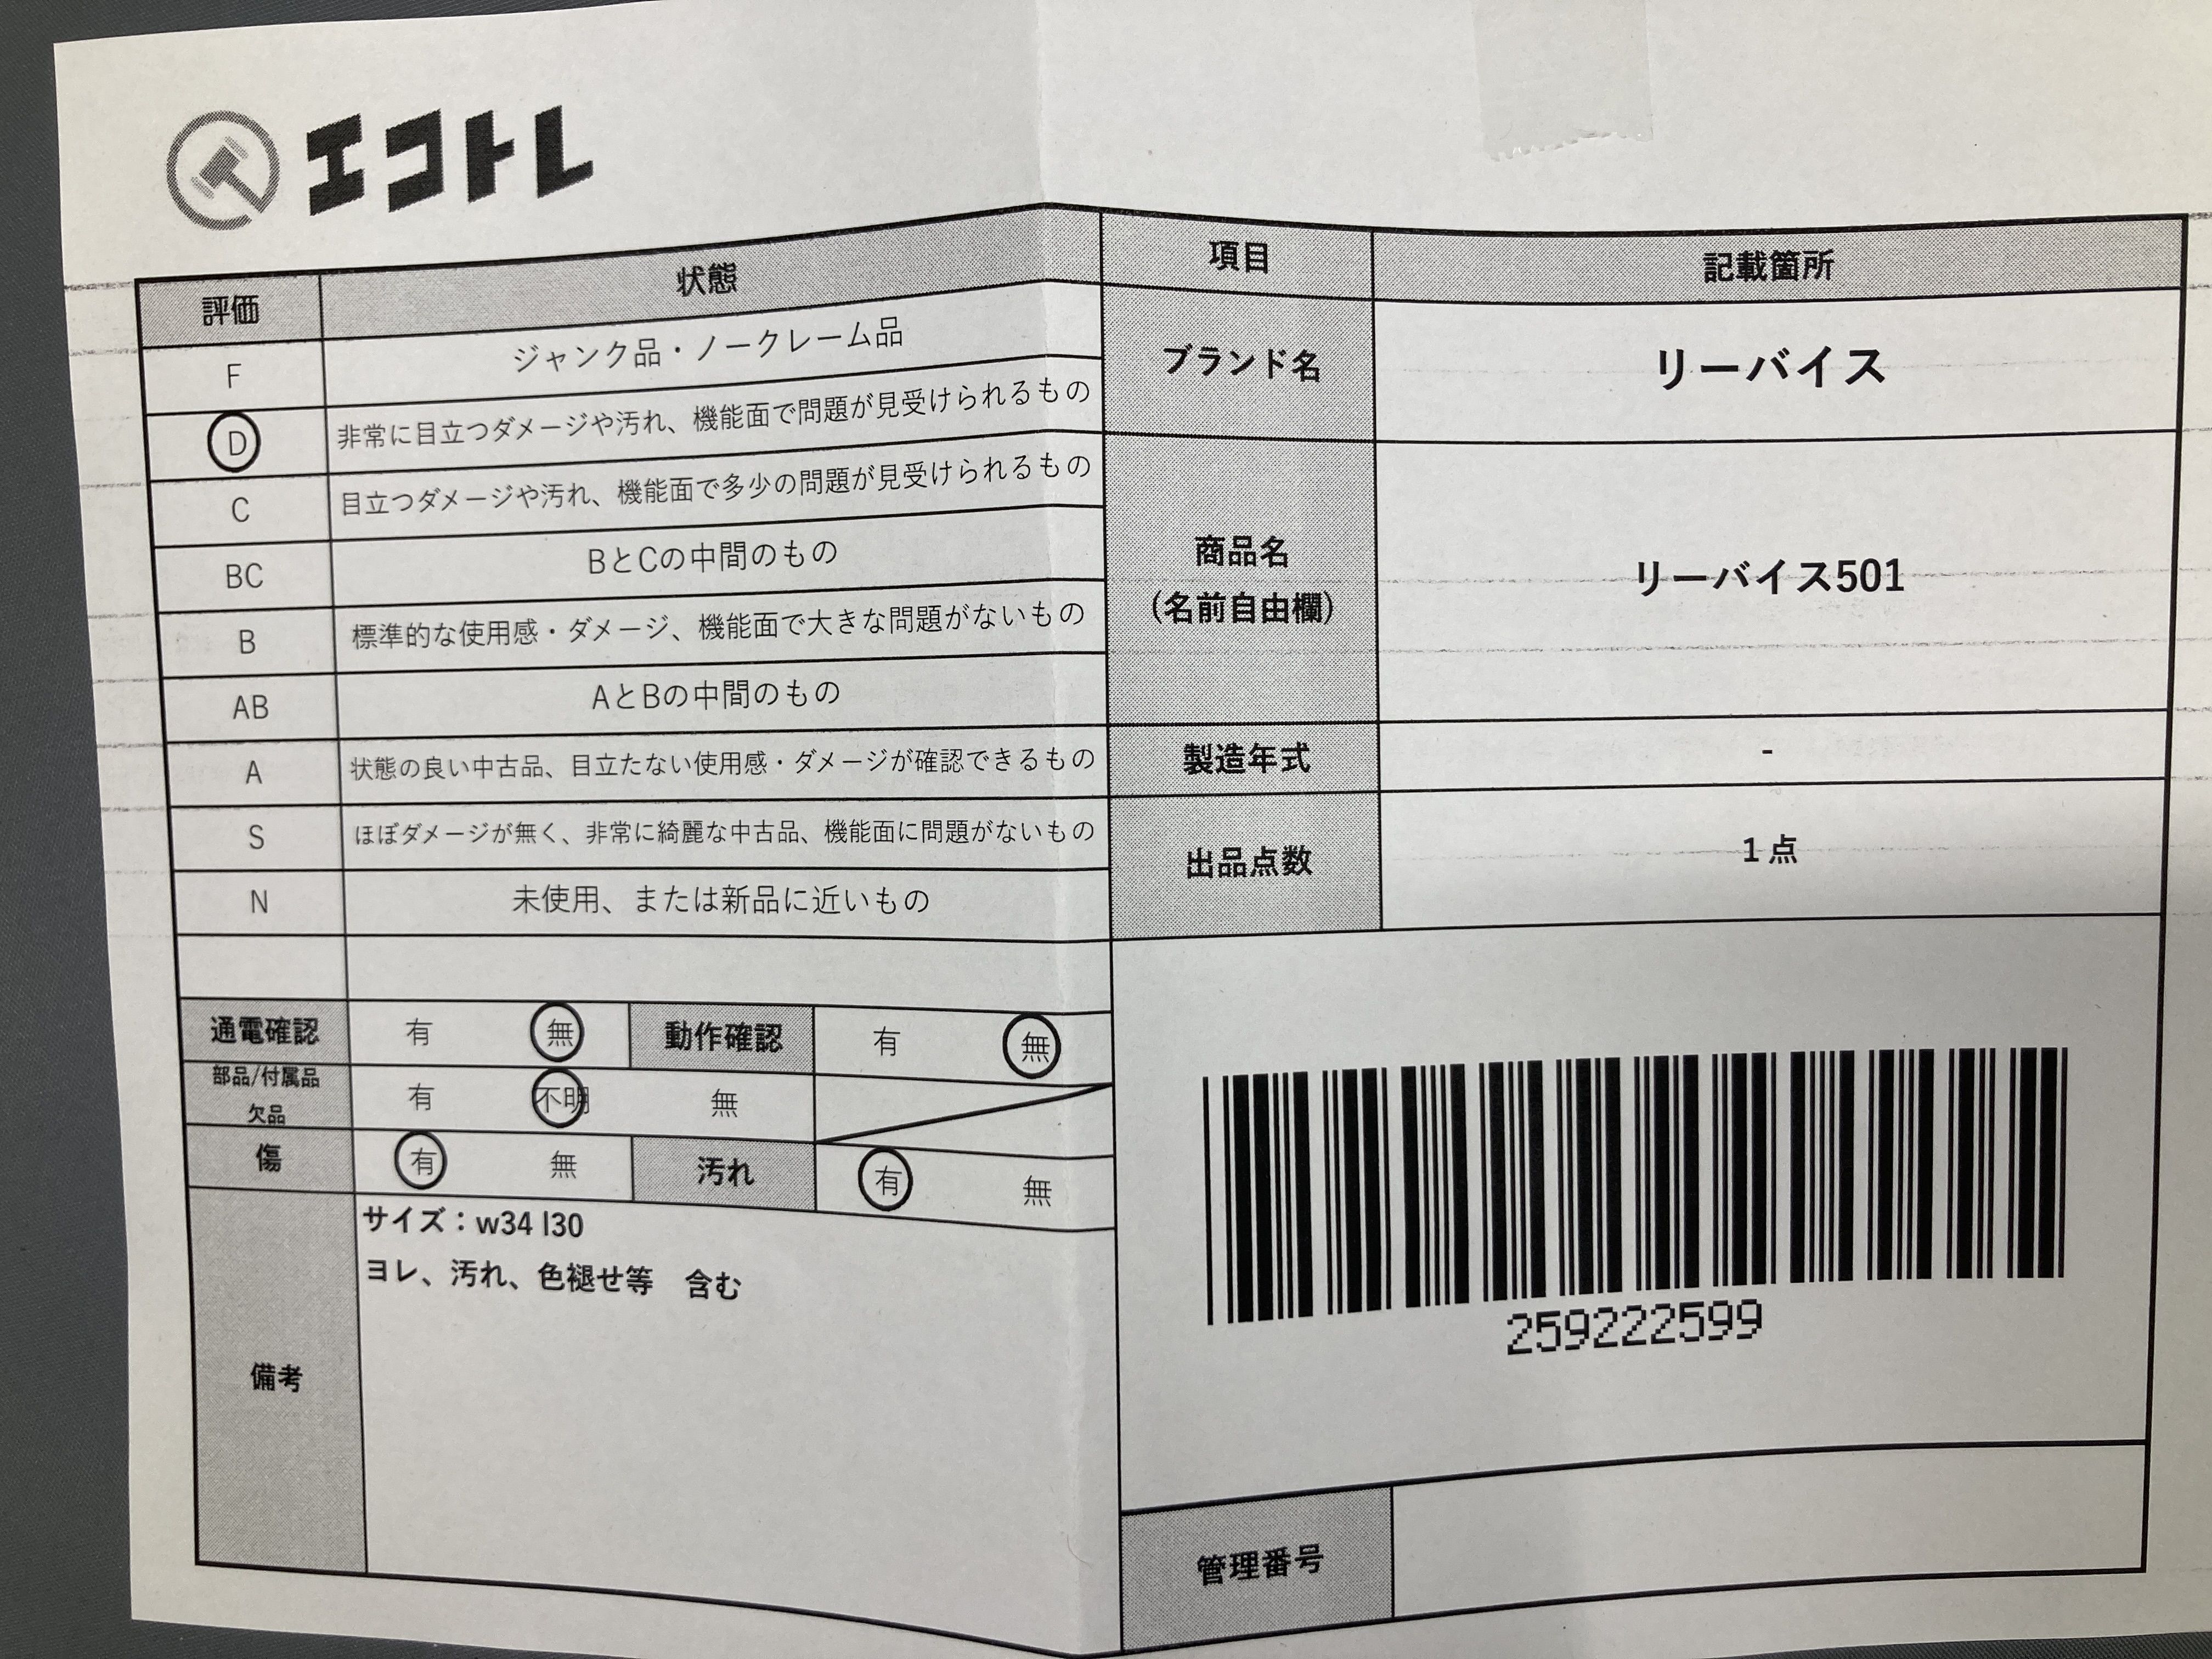 エコトレ
評価 状態
F ジャンク品・ノークレーム品
D 非常に目立つダメージや汚れ、機能面で問題が見受けられるもの
C 目立つダメージや汚れ、機能面で多少の問題が見受けられるもの
BC BとCの中間のもの
B 標準的な使用感・ダメージ、機能面で大きな問題がないもの
AB AとBの中間のもの
A 状態の良い中古品、目立たない使用感・ダメージが確認できるもの
S ほぼダメージが無く、非常に綺麗な中古品、機能面に問題がないもの
N 未使用、または新品に近いもの
通電確認 有 無 動作確認 有 無
部品/付属品
欠品 有 不明 無
傷 有 無 汚れ 有 無
備考
サイズ：w34 l30
ヨレ、汚れ、色褪せ等 含む
項目 記載箇所
ブランド名 リーバイス
商品名
(名前自由欄)
リーバイス501
製造年式 -
出品点数 1点
259222599
管理番号